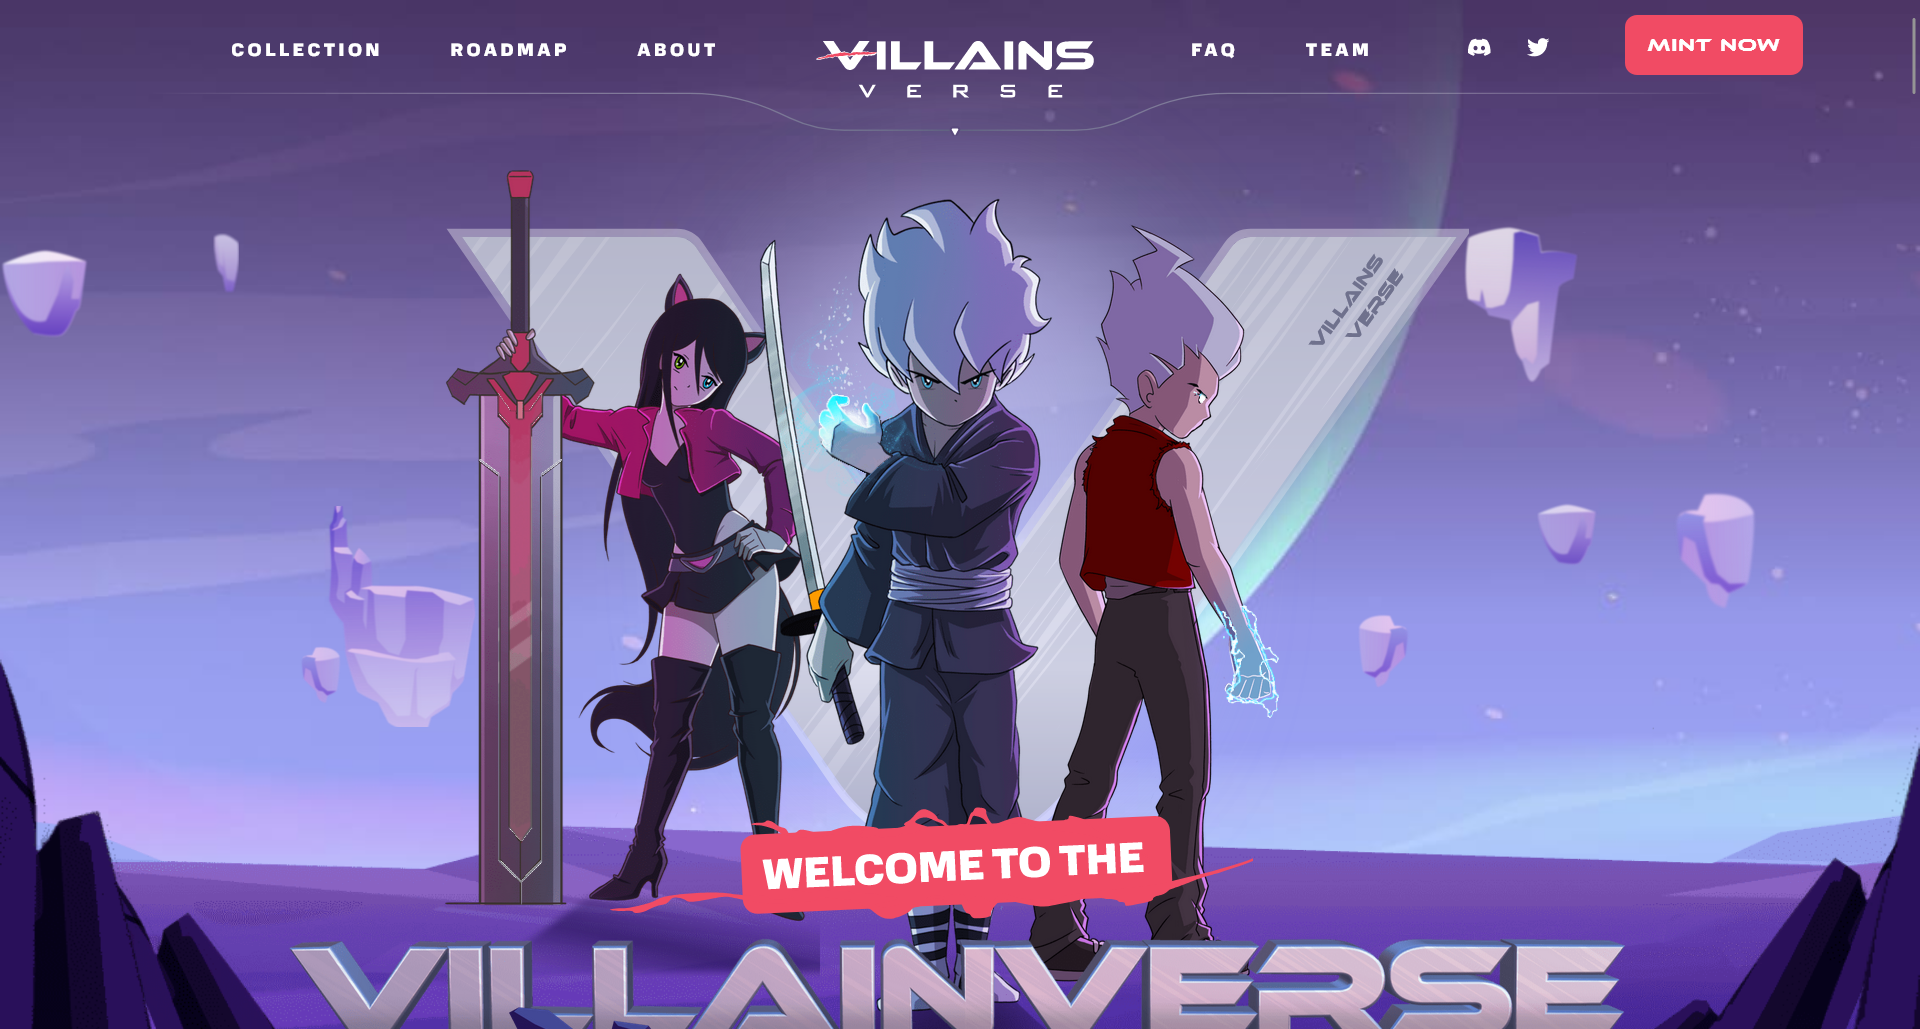 COLLECTION
ROADMAP
ABOUT
VILLAINS
VERSE
FAQ
TEAM
MINT NOW
VILLAINS
VERSE
WELCOME TO THE
VILLAINVERSE